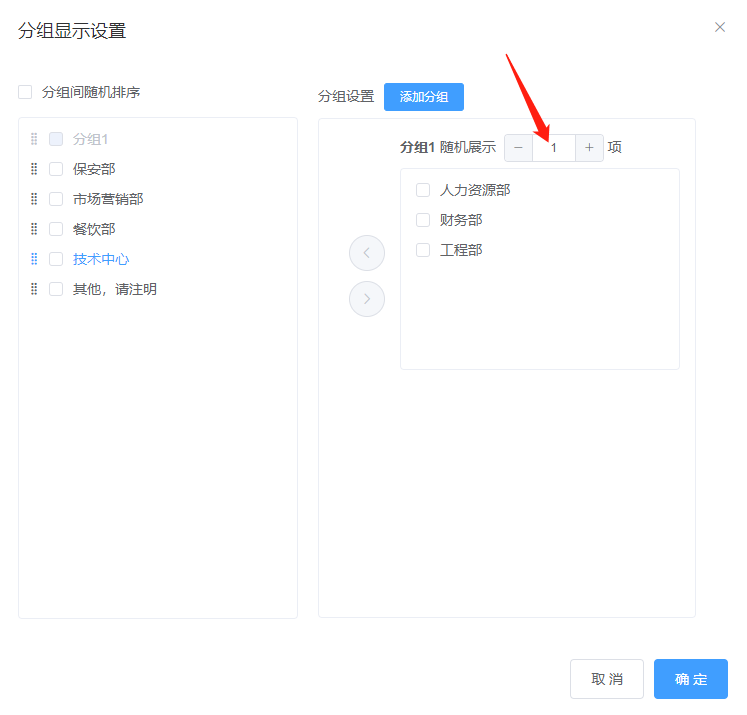 分组显示设置
分组间随机排序
分组1
保安部
市场营销部
餐饮部
技术中心
其他，请注明
分组设置 添加分组
分组1 随机展示 − 1 + 项
人力资源部
财务部
工程部
取消 确定